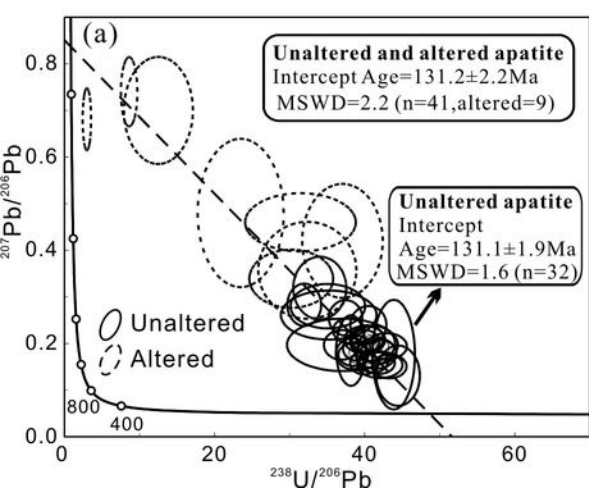 (a)
Unaltered and altered apatite
Intercept Age=131.2±2.2Ma
MSWD=2.2 (n=41,altered=9)
Unaltered apatite
Intercept
Age=131.1±1.9Ma
MSWD=1.6 (n=32)
Unaltered
Altered
800
400
0.8
0.6
0.4
0.2
0.0
0
20
40
60
²⁰⁷Pb/²⁰⁶Pb
²³⁸U/²⁰⁶Pb